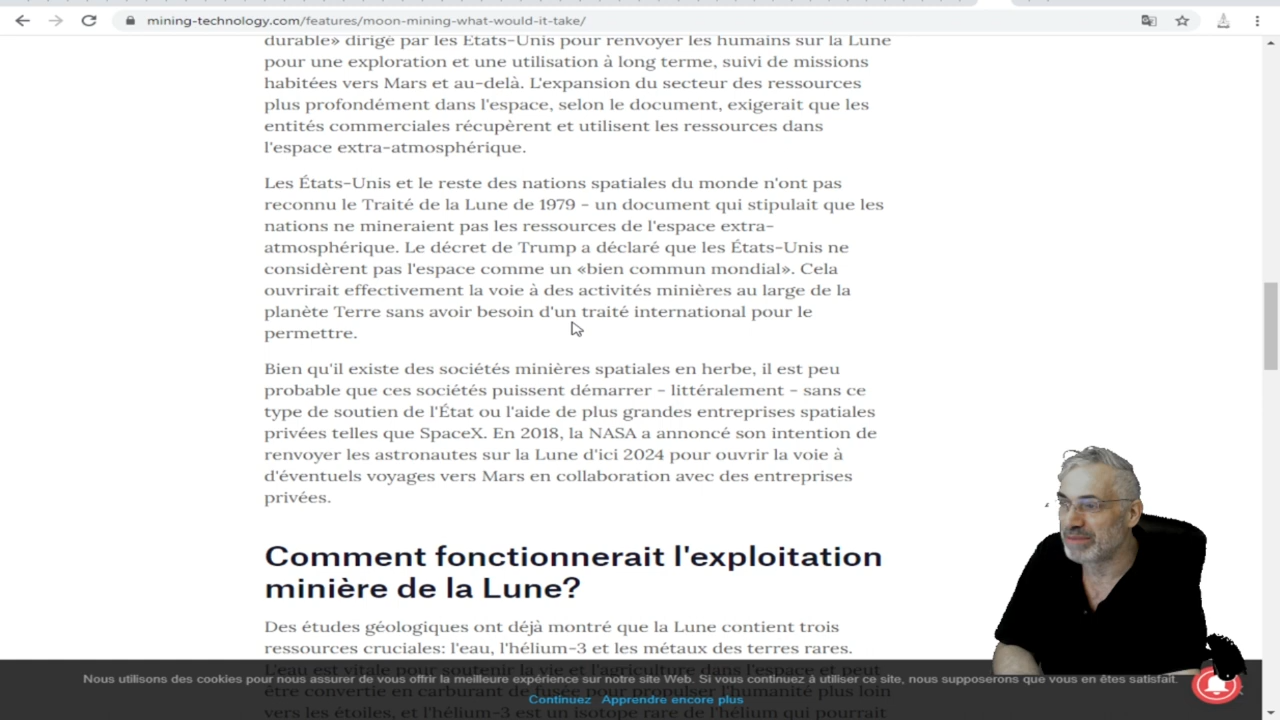 mining-technology.com/features/moon-mining-what-would-it-take/
durable» dirigé par les États-Unis pour renvoyer les humains sur la Lune
pour une exploration et une utilisation à long terme, suivi de missions
habitées vers Mars et au-delà. L'expansion du secteur des ressources
plus profondément dans l'espace, selon le document, exigerait que les
entités commerciales récupèrent et utilisent les ressources dans
l'espace extra-atmosphérique.
Les États-Unis et le reste des nations spatiales du monde n'ont pas
reconnu le Traité de la Lune de 1979 - un document qui stipulait que les
nations ne mineraient pas les ressources de l'espace extra-
atmosphérique. Le décret de Trump a déclaré que les États-Unis ne
considèrent pas l'espace comme un «bien commun mondial». Cela
ouvrirait effectivement la voie à des activités minières au large de la
planète Terre sans avoir besoin d'un traité international pour le
permettre.
Bien qu'il existe des sociétés minières spatiales en herbe, il est peu
probable que ces sociétés puissent démarrer - littéralement - sans ce
type de soutien de l'État ou l'aide de plus grandes entreprises spatiales
privées telles que SpaceX. En 2018, la NASA a annoncé son intention de
renvoyer les astronautes sur la Lune d'ici 2024 pour ouvrir la voie à
d'éventuels voyages vers Mars en collaboration avec des entreprises
privées.
Comment fonctionnerait l'exploitation
minière de la Lune?
Des études géologiques ont déjà montré que la Lune contient trois
ressources cruciales: l'eau, l'hélium-3 et les métaux des terres rares.
L'eau est vitale pour soutenir la vie et l'agriculture dans l'espace et peut
Nous utilisons des cookies pour nous assurer de vous offrir la meilleure expérience sur notre site Web. Si vous continuez à utiliser ce site, nous supposerons que vous en êtes satisfait.
être convertie en carburant de fusée pour propulser l'humanité plus loin
Continuez Apprendre encore plus
vers les étoiles, et l'hélium-3 est un isotope rare de l'hélium qui pourrait